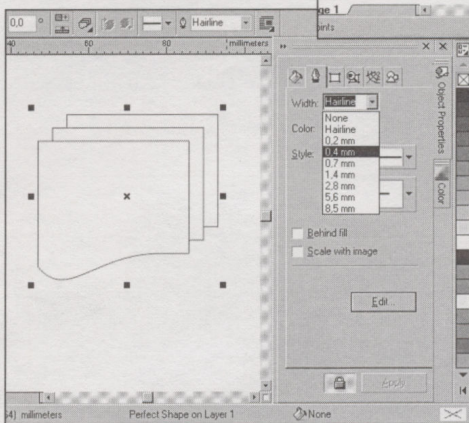 ge 1
ints
0,0 ° Hairline
40 60 80 millimeters
Width: Hairline
None
Color: Hairline
0,2 mm
Style: 0,4 mm
0,7 mm
1,4 mm
2,8 mm
5,6 mm
8,5 mm
Behind fill
Scale with image
Edit...
Apply
Object Properties
Color
64] millimeters Perfect Shape on Layer 1 None